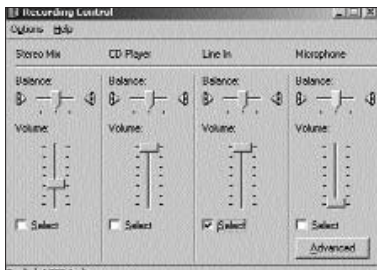 Recording Control
Options Help
Stereo Mix CD Player Line In Microphone
Balance: Balance: Balance: Balance:
Volume: Volume: Volume: Volume:
Select Select Select Select
Advanced